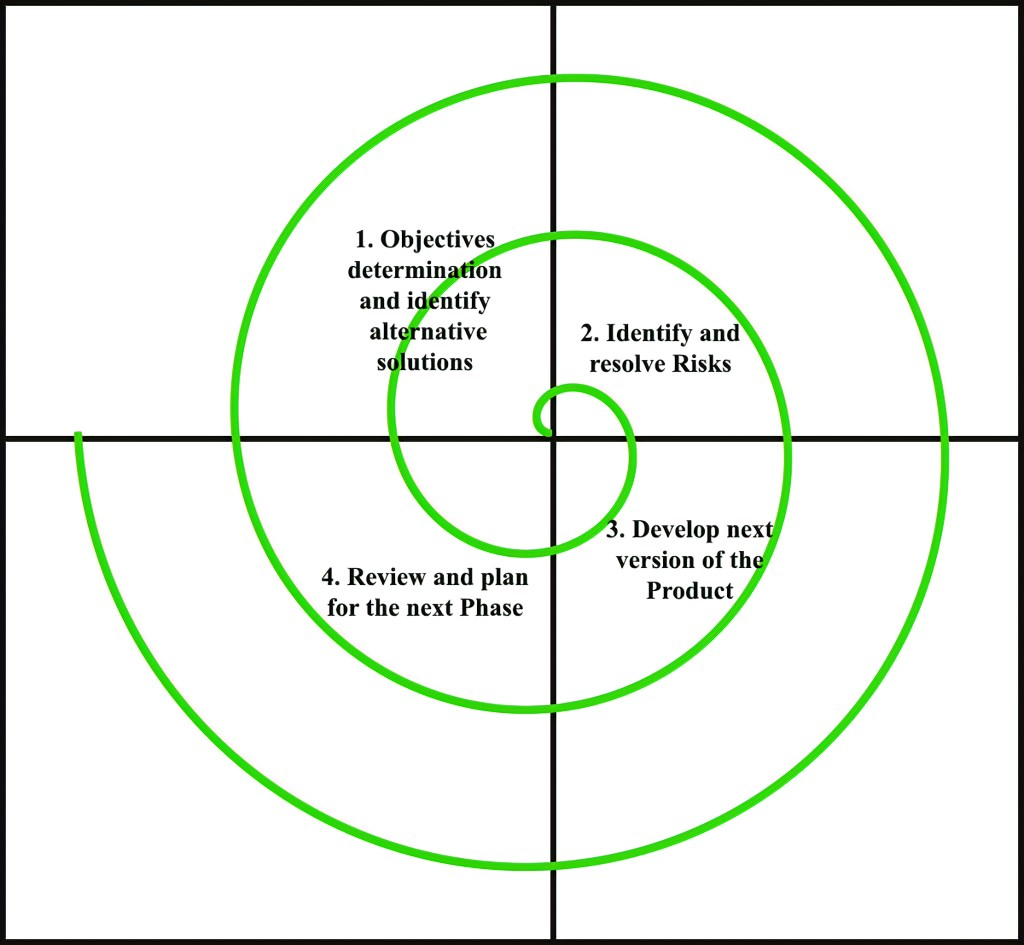 1. Objectives
determination
and identify
alternative
solutions
2. Identify and
resolve Risks
3. Develop next
version of the
Product
4. Review and plan
for the next Phase